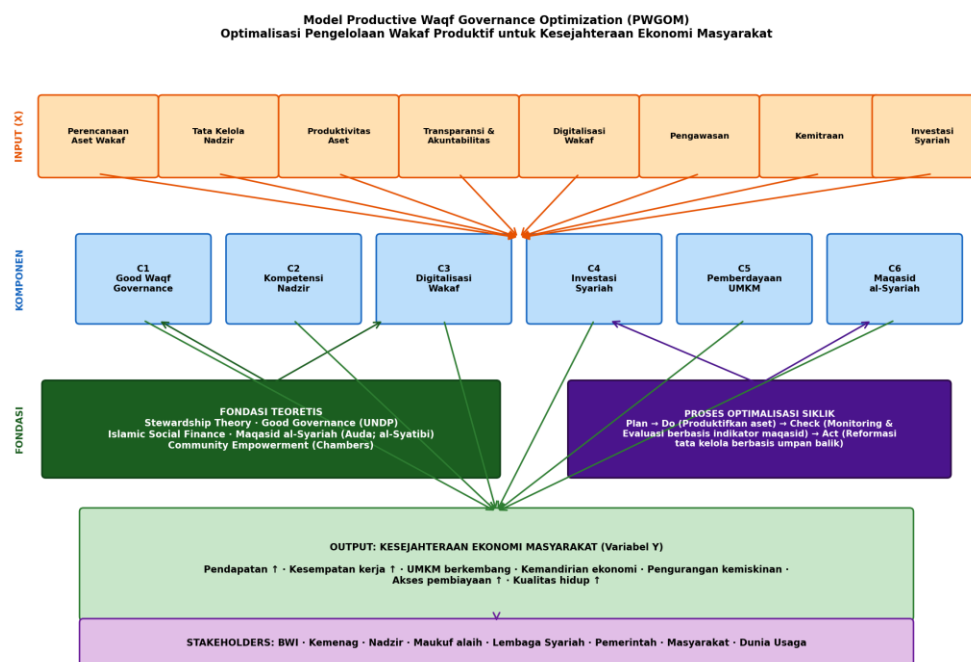 Model Productive Waqf Governance Optimization (PWGOM)
Optimalisasi Pengelolaan Wakaf Produktif untuk Kesejahteraan Ekonomi Masyarakat
INPUT (X)
Perencanaan
Aset Wakaf
Tata Kelola
Nadzir
Produktivitas
Aset
Transparansi &
Akuntabilitas
Digitalisasi
Wakaf
Pengawasan
Kemitraan
Investasi
Syariah
KOMPONEN
C1
Good Waqf
Governance
C2
Kompetensi
Nadzir
C3
Digitalisasi
Wakaf
C4
Investasi
Syariah
C5
Pemberdayaan
UMKM
C6
Maqasid
al-Syariah
FONDASI
FONDASI TEORETIS
Stewardship Theory · Good Governance (UNDP)
Islamic Social Finance · Maqasid al-Syariah (Auda; al-Syatibi)
Community Empowerment (Chambers)
PROSES OPTIMALISASI SIKLIK
Plan → Do (Produktifkan aset) → Check (Monitoring &
Evaluasi berbasis indikator maqasid) → Act (Reformasi
tata kelola berbasis umpan balik)
OUTPUT: KESEJAHTERAAN EKONOMI MASYARAKAT (Variabel Y)
Pendapatan ↑ · Kesempatan kerja ↑ · UMKM berkembang · Kemandirian ekonomi · Pengurangan kemiskinan ·
Akses pembiayaan ↑ · Kualitas hidup ↑
STAKEHOLDERS: BWI · Kemenag · Nadzir · Maukuf alaih · Lembaga Syariah · Pemerintah · Masyarakat · Dunia Usaha